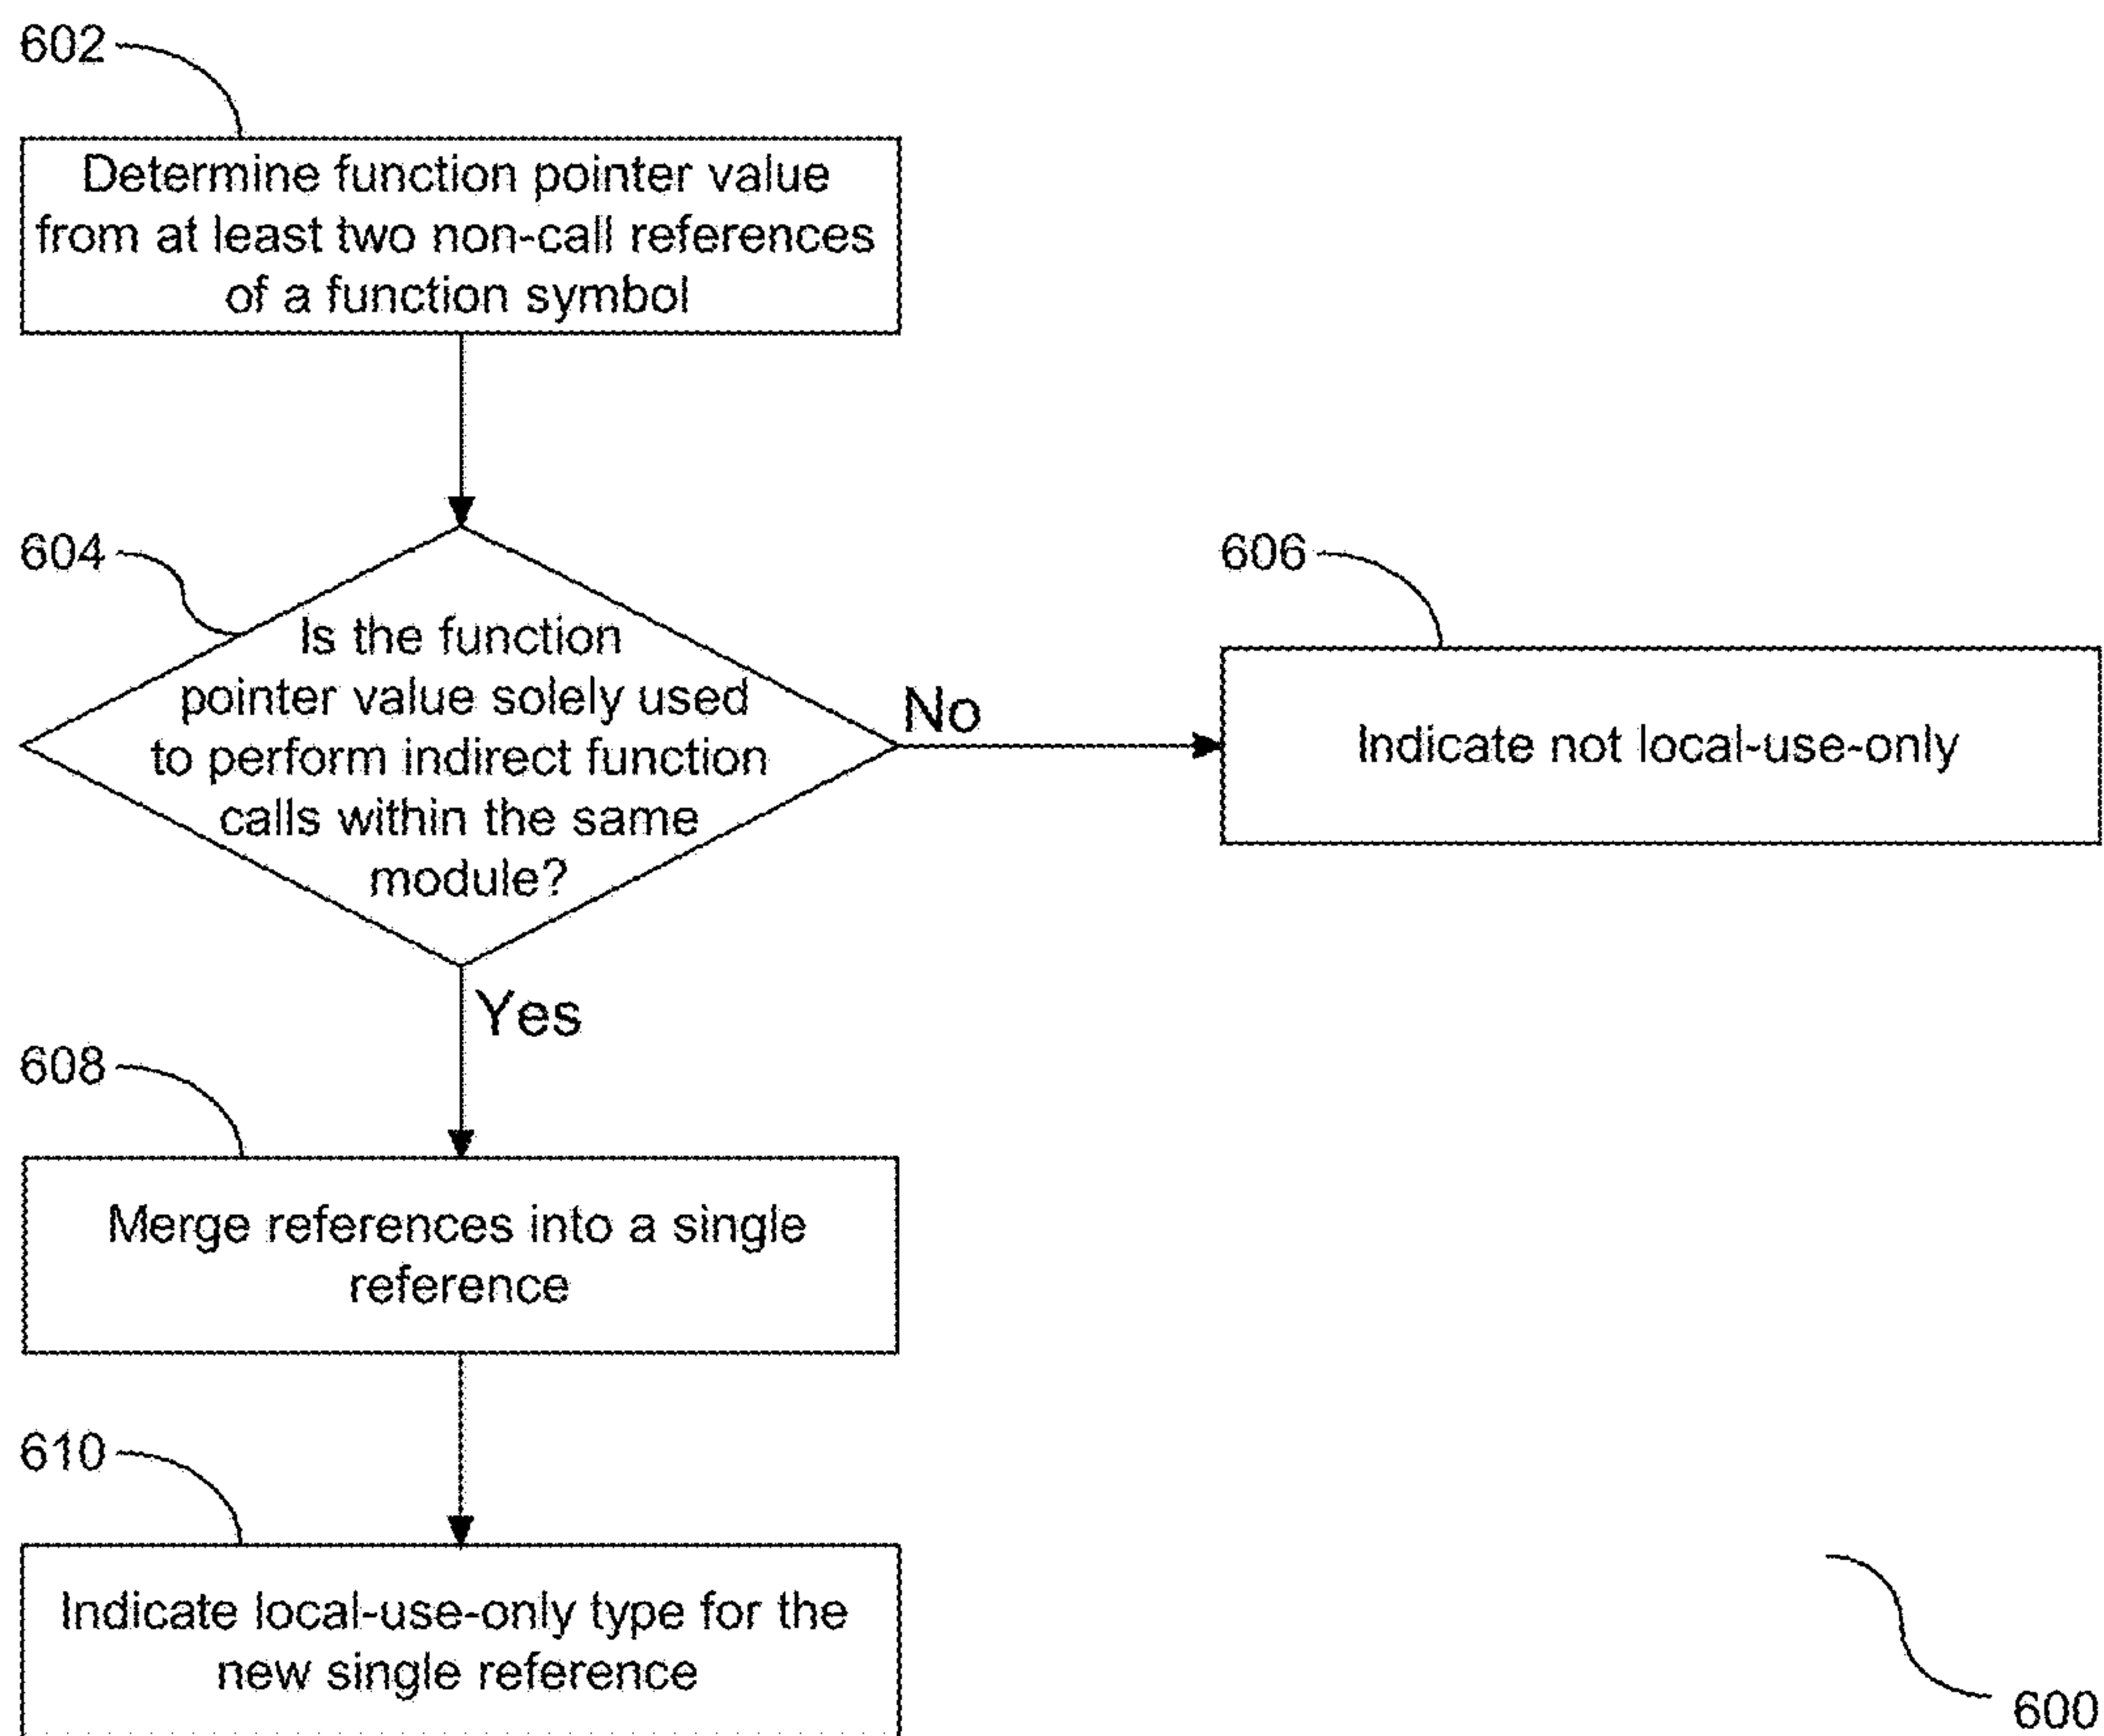 602
Determine function pointer value
from at least two non-call references
of a function symbol
604
Is the function
pointer value solely used
to perform indirect function
calls within the same
module?
No
606
Indicate not local-use-only
Yes
608
Merge references into a single
reference
610
Indicate local-use-only type for the
new single reference
600